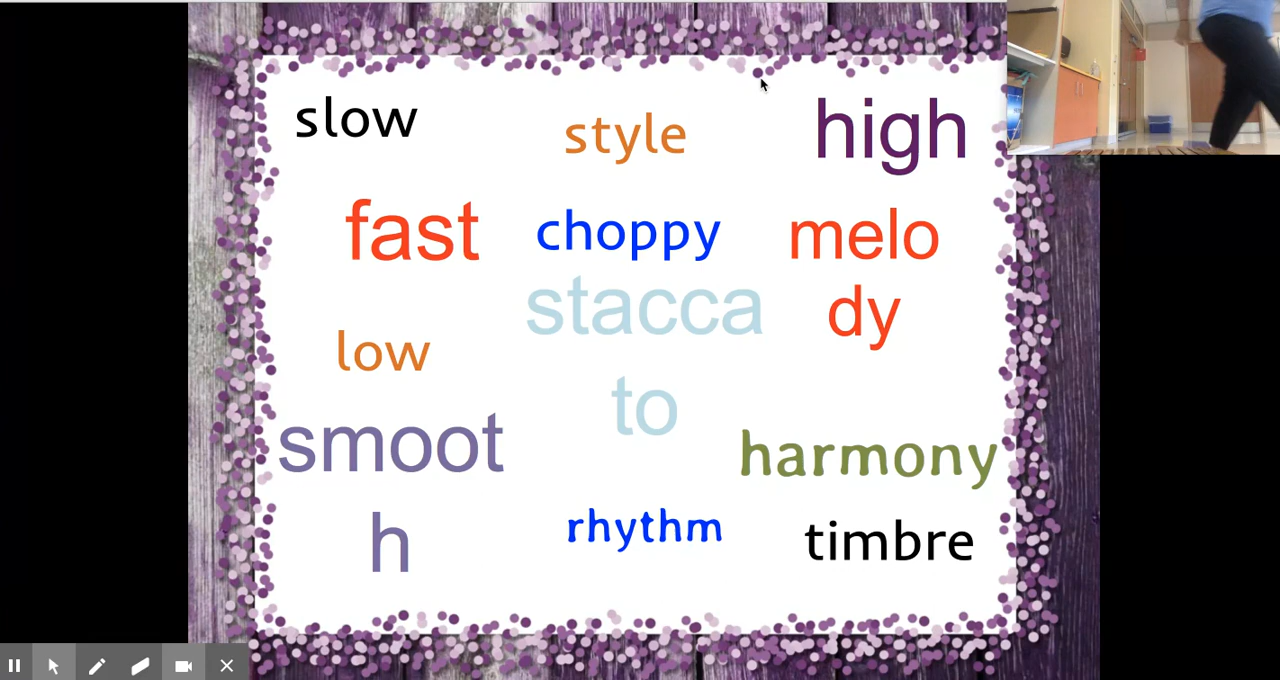 slow
style
high
fast
choppy
melo
dy
stacca
to
low
smoot
h
harmony
rhythm
timbre